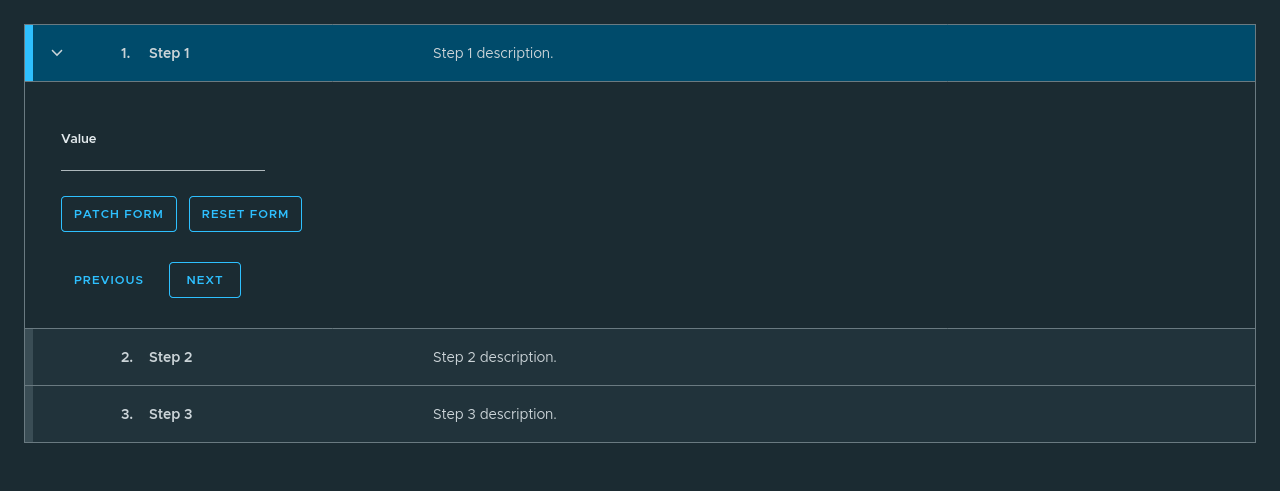 1. Step 1 Step 1 description.
Value
PATCH FORM RESET FORM
PREVIOUS NEXT
2. Step 2 Step 2 description.
3. Step 3 Step 3 description.